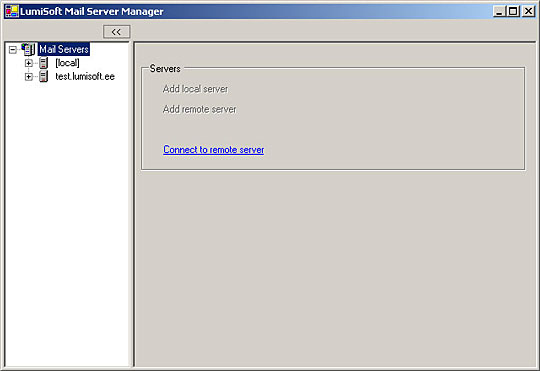 LumiSoft Mail Server Manager
<<
Mail Servers
[local]
test.lumisoft.ee
Servers
Add local server
Add remote server
Connect to remote server